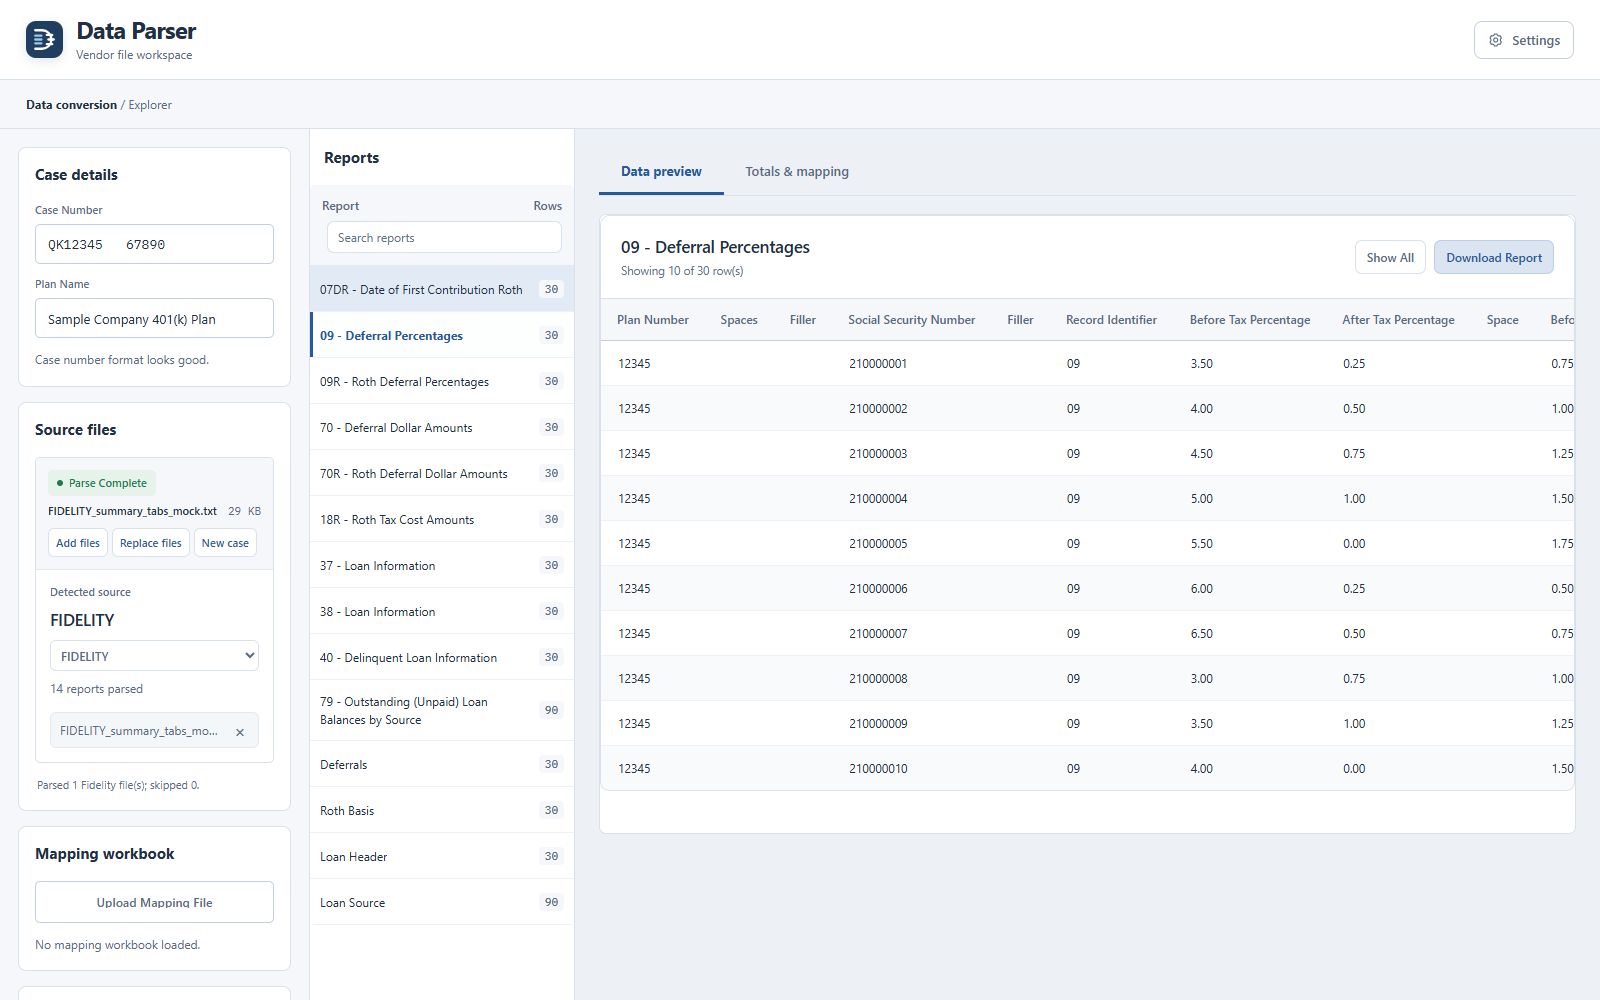 Data Parser
Vendor file workspace
Settings
Data conversion / Explorer
Case details
Case Number
QK12345   67890
Plan Name
Sample Company 401(k) Plan
Case number format looks good.
Source files
Parse Complete
FIDELITY_summary_tabs_mock.txt 29 KB
Add files Replace files New case
Detected source
FIDELITY
FIDELITY
14 reports parsed
FIDELITY_summary_tabs_mo... ×
Parsed 1 Fidelity file(s); skipped 0.
Mapping workbook
Upload Mapping File
No mapping workbook loaded.
Reports
Report Rows
Search reports
07DR - Date of First Contribution Roth 30
09 - Deferral Percentages 30
09R - Roth Deferral Percentages 30
70 - Deferral Dollar Amounts 30
70R - Roth Deferral Dollar Amounts 30
18R - Roth Tax Cost Amounts 30
37 - Loan Information 30
38 - Loan Information 30
40 - Delinquent Loan Information 30
79 - Outstanding (Unpaid) Loan
Balances by Source 90
Deferrals 30
Roth Basis 30
Loan Header 30
Loan Source 90
Data preview Totals & mapping
09 - Deferral Percentages
Showing 10 of 30 row(s)
Show All Download Report
Plan Number Spaces Filler Social Security Number Filler Record Identifier Before Tax Percentage After Tax Percentage Space Befo
12345 210000001 09 3.50 0.25 0.75
12345 210000002 09 4.00 0.50 1.00
12345 210000003 09 4.50 0.75 1.25
12345 210000004 09 5.00 1.00 1.50
12345 210000005 09 5.50 0.00 1.75
12345 210000006 09 6.00 0.25 0.50
12345 210000007 09 6.50 0.50 0.75
12345 210000008 09 3.00 0.75 1.00
12345 210000009 09 3.50 1.00 1.25
12345 210000010 09 4.00 0.00 1.50